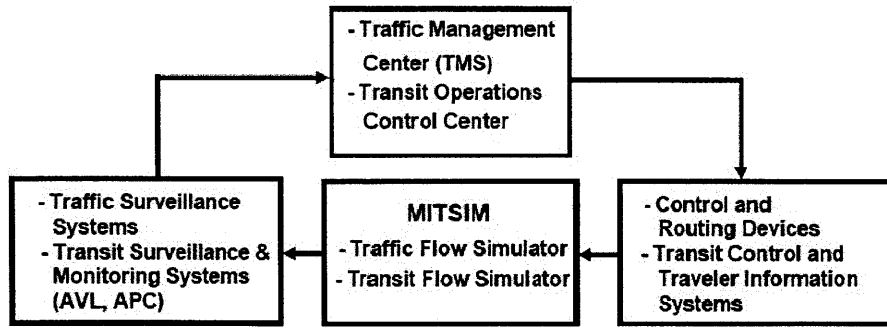 - Traffic Management
Center (TMS)
- Transit Operations
Control Center
- Traffic Surveillance
Systems
- Transit Surveillance &
Monitoring Systems
(AVL, APC)
MITSIM
- Traffic Flow Simulator
- Transit Flow Simulator
- Control and
Routing Devices
- Transit Control and
Traveler Information
Systems